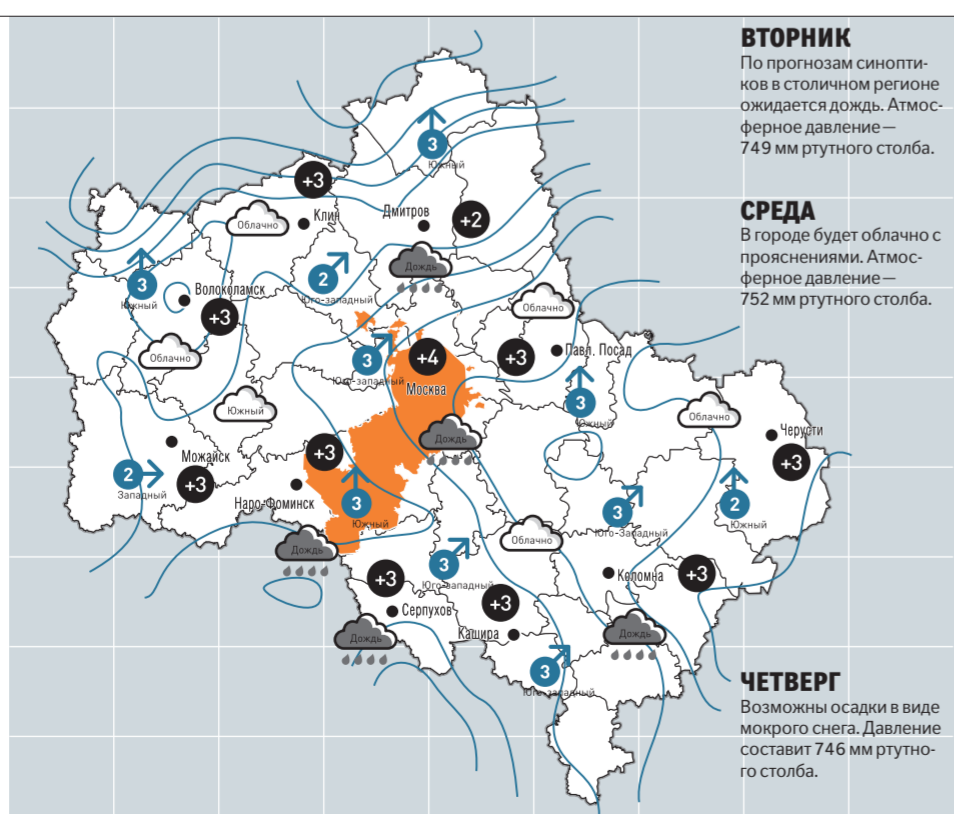 ВТОРНИК
По прогнозам синопти-
ков в столичном регионе
ожидается дождь. Атмос-
ферное давление —
749 мм ртутного столба.
СРЕДА
В городе будет облачно с
прояснениями. Атмос-
ферное давление —
752 мм ртутного столба.
ЧЕТВЕРГ
Возможны осадки в виде
мокрого снега. Давление
составит 746 мм ртутно-
го столба.
3
Южный
+3
Клин
Облачно
Дмитров
+2
Дождь
2
Юго-западный
3
Южный
Волоколамск
+3
Облачно
Облачно
3
Юго-западный
+4
Москва
+3
Павл. Посад
Южный
3
Южный
Облачно
Черусти
+3
Можайск
2
Западный
+3
+3
Наро-Фоминск
3
Южный
Дождь
3
Юго-Западный
2
Южный
Дождь
Облачно
3
Юго-западный
+3
Серпухов
+3
Кашира
Коломна
+3
Дождь
Дождь
3
Юго-западный